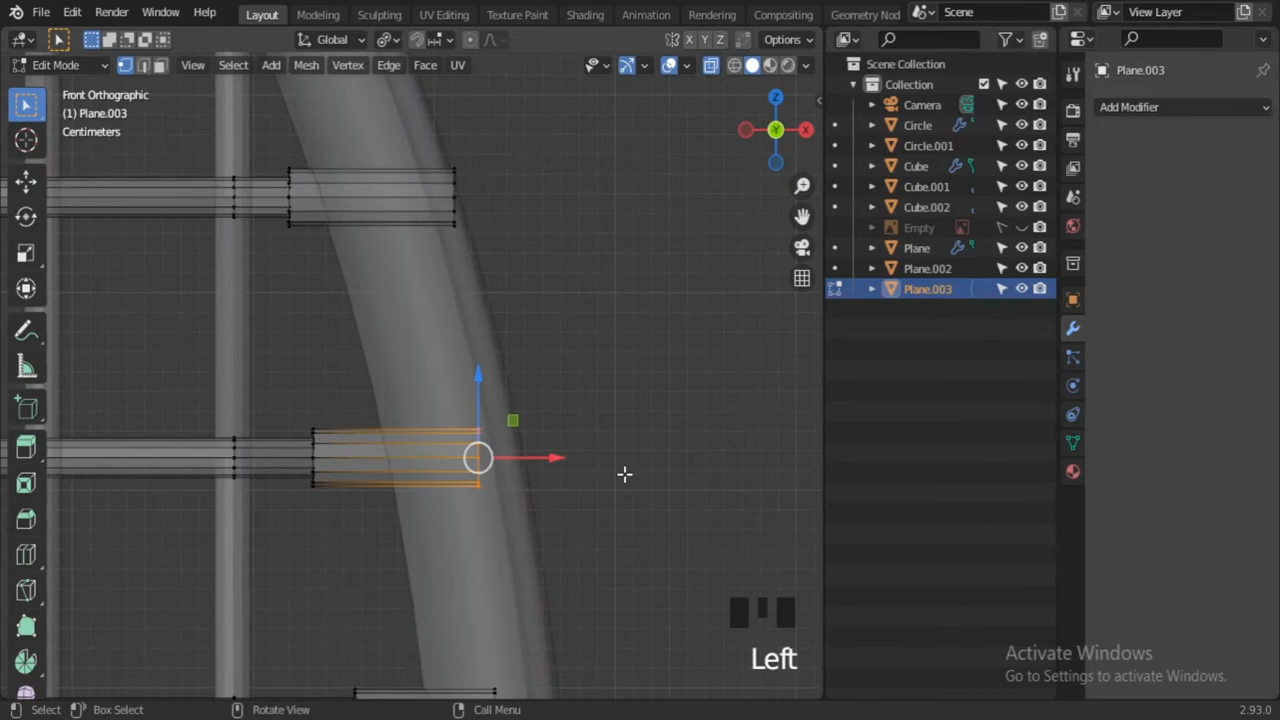 File Edit Render Window Help Layout Modeling Sculpting UV Editing Texture Paint Shading Animation Rendering Compositing Geometry Nod Scene View Layer
Global Options
Edit Mode View Select Add Mesh Vertex Edge Face UV
Front Orthographic
(1) Plane.003
Centimeters
Z
X
Y
X Y Z
Left
Scene Collection
Collection
Camera
Circle
Circle.001
Cube
Cube.001
Cube.002
Empty
Plane
Plane.002
Plane.003
Plane.003
Add Modifier
Activate Windows
Go to Settings to activate Windows.
Select Box Select Rotate View Call Menu 2.93.0